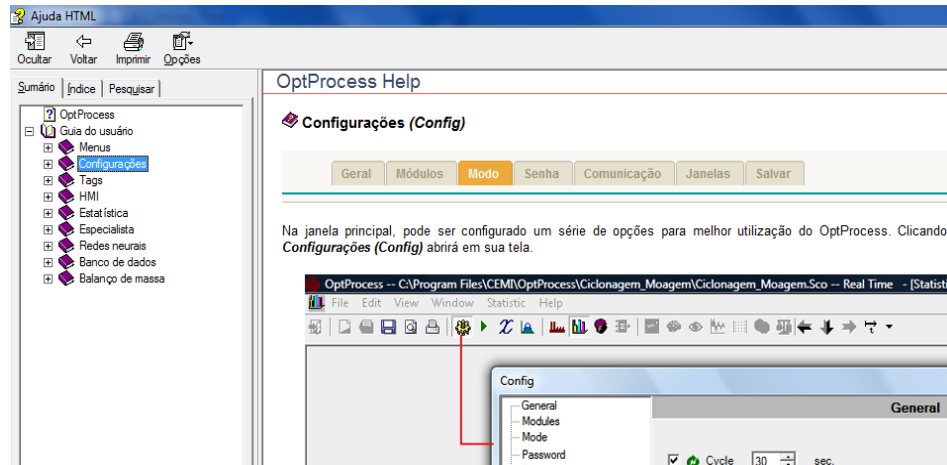 Ajuda HTML
Ocultar Voltar Imprimir Opções
Sumário Índice Pesquisar
OptProcess
Guia do usuário
Menus
Configurações
Tags
HMI
Estatística
Especialista
Redes neurais
Banco de dados
Balanço de massa
OptProcess Help
Configurações (Config)
Geral Módulos Modo Senha Comunicação Janelas Salvar
Na janela principal, pode ser configurado um série de opções para melhor utilização do OptProcess. Clicando
Configurações (Config) abrirá em sua tela.
OptProcess -- C:\Program Files\CEMI\OptProcess\Ciclonagem_Moagem\Ciclonagem_Moagem.Sco -- Real Time - [Statisti
File Edit View Window Statistic Help
Config
General
Modules
Mode
Password
General
Cycle 30 sec.